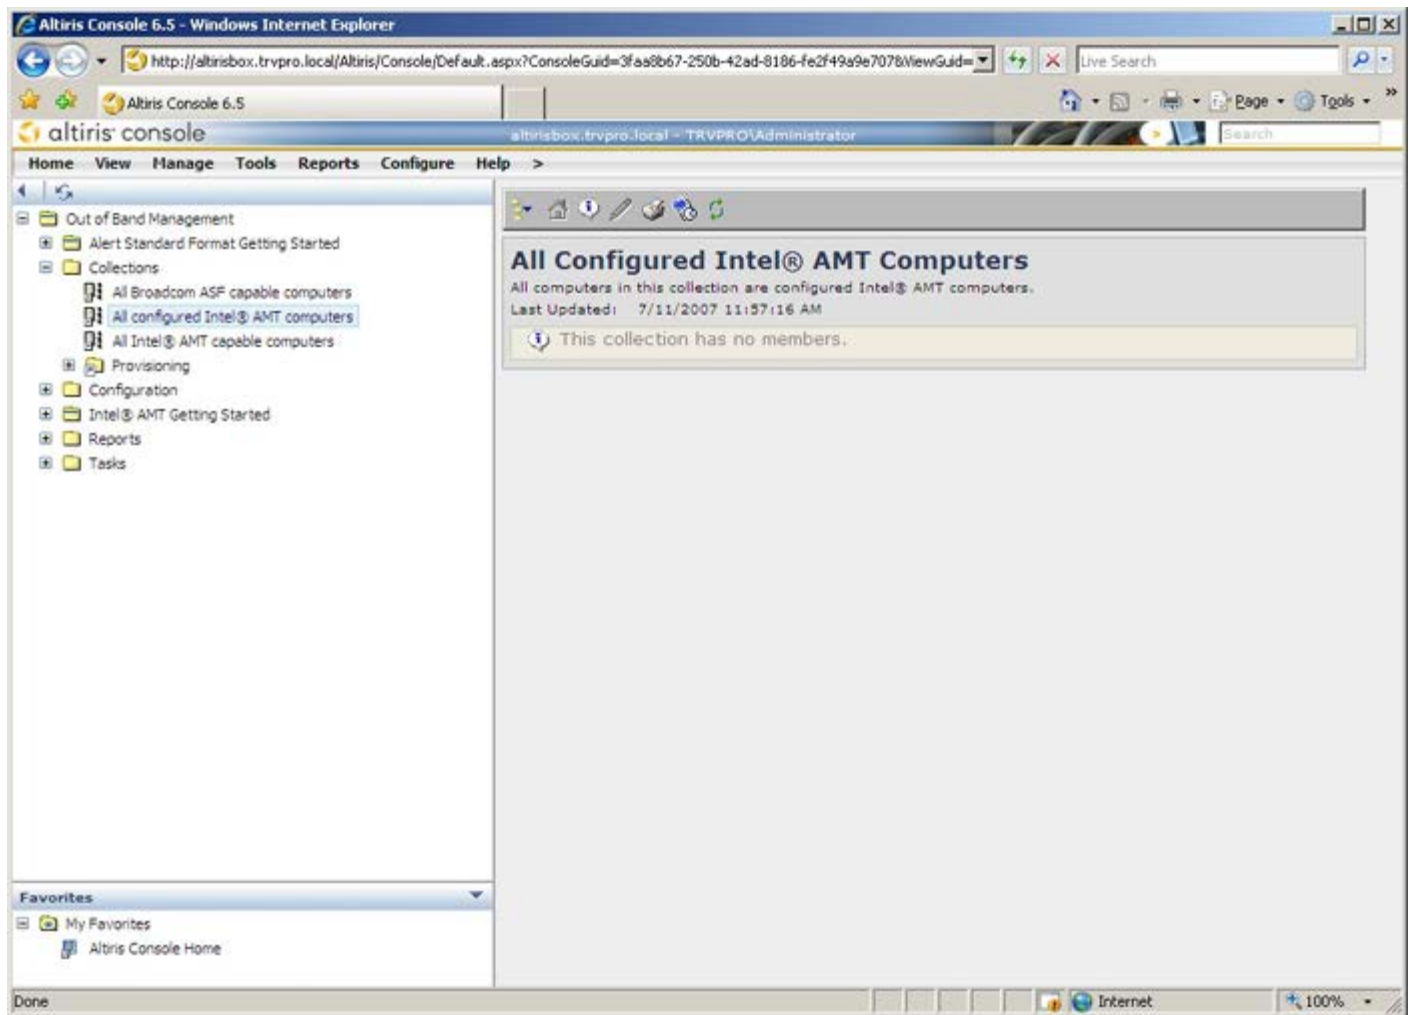 Altiris Console 6.5 - Windows Internet Explorer
http://altirisbox.trvpro.local/Altiris/Console/Default.aspx?ConsoleGuid=3faa8b67-250b-42ad-8186-fe2f49a9e707&ViewGuid=
Live Search
Altiris Console 6.5
Page
Tools
»
altiris console
altirisbox.trvpro.local - TRVPRO\Administrator
Search
Home View Manage Tools Reports Configure Help >
Out of Band Management
Alert Standard Format Getting Started
Collections
All Broadcom ASF capable computers
All configured Intel® AMT computers
All Intel® AMT capable computers
Provisioning
Configuration
Intel® AMT Getting Started
Reports
Tasks
All Configured Intel® AMT Computers
All computers in this collection are configured Intel® AMT computers.
Last Updated: 7/11/2007 11:57:16 AM
This collection has no members.
Favorites
My Favorites
Altiris Console Home
Done
Internet
100%